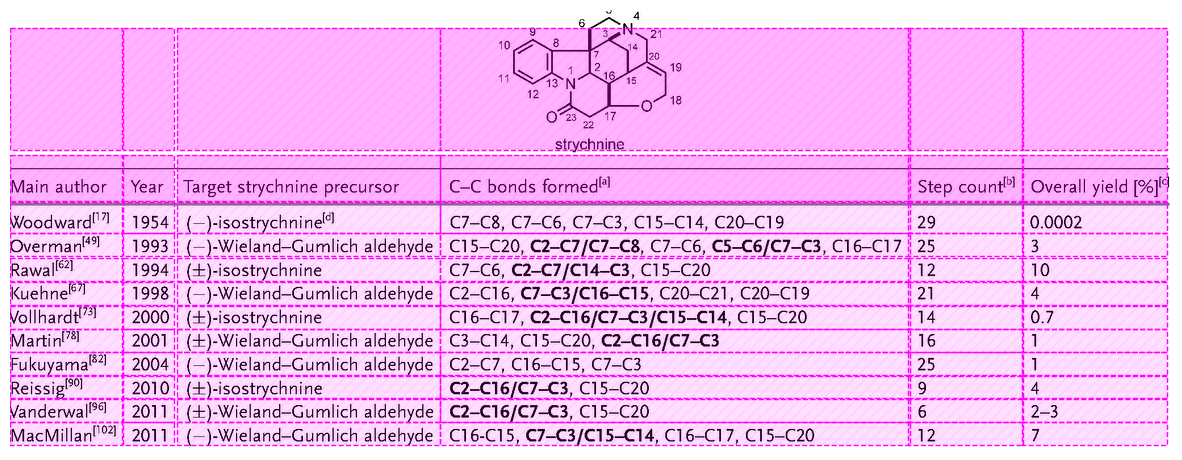 6
4
N
9
8
3
21
10
7
14
20
1
2
19
11
13
N
16
15
12
O
18
O
23
17
22
strychnine
Main author Year Target strychnine precursor C–C bonds formed[a] Step count[b] Overall yield [%][c]
Woodward[17] 1954 (−)-isostrychnine[d] C7–C8, C7–C6, C7–C3, C15–C14, C20–C19 29 0.0002
Overman[49] 1993 (−)-Wieland–Gumlich aldehyde C15–C20, C2–C7/C7–C8, C7–C6, C5–C6/C7–C3, C16–C17 25 3
Rawal[62] 1994 (±)-isostrychnine C7–C6, C2–C7/C14–C3, C15–C20 12 10
Kuehne[67] 1998 (−)-Wieland–Gumlich aldehyde C2–C16, C7–C3/C16–C15, C20–C21, C20–C19 21 4
Vollhardt[73] 2000 (±)-isostrychnine C16–C17, C2–C16/C7–C3/C15–C14, C15–C20 14 0.7
Martin[78] 2001 (±)-Wieland–Gumlich aldehyde C3–C14, C15–C20, C2–C16/C7–C3 16 1
Fukuyama[82] 2004 (−)-Wieland–Gumlich aldehyde C2–C7, C16–C15, C7–C3 25 1
Reissig[90] 2010 (±)-isostrychnine C2–C16/C7–C3, C15–C20 9 4
Vanderwal[96] 2011 (±)-Wieland–Gumlich aldehyde C2–C16/C7–C3, C15–C20 6 2–3
MacMillan[102] 2011 (−)-Wieland–Gumlich aldehyde C16-C15, C7–C3/C15–C14, C16–C17, C15–C20 12 7